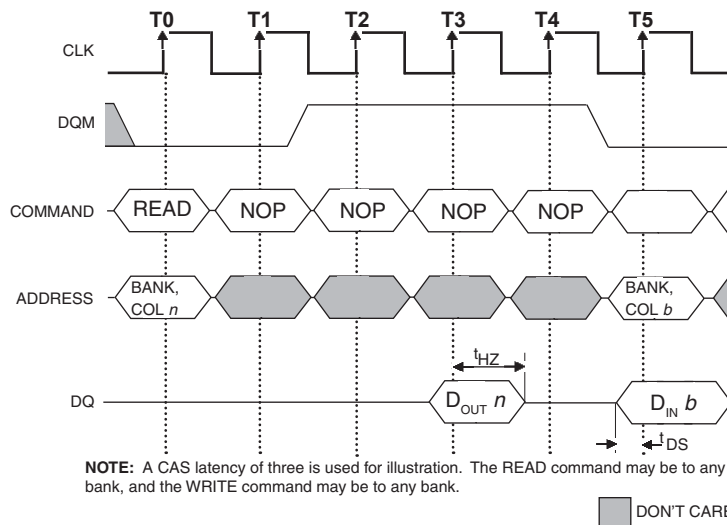 T0 T1 T2 T3 T4 T5
CLK
DQM
COMMAND READ NOP NOP NOP NOP
ADDRESS BANK, COL n BANK, COL b
tHZ
DQ DOUT n DIN b
tDS
NOTE: A CAS latency of three is used for illustration. The READ command may be to any
bank, and the WRITE command may be to any bank.
DON'T CARE